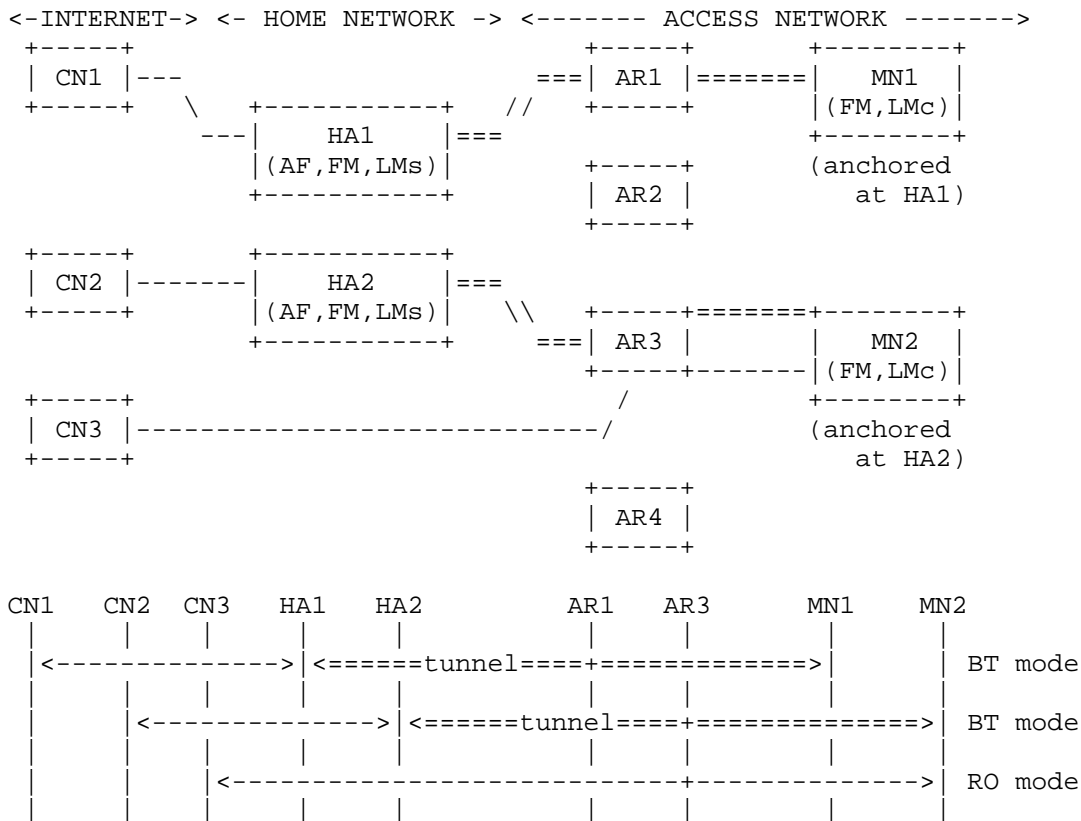 <-INTERNET-> <- HOME NETWORK -> <------- ACCESS NETWORK ------->
 +-----+                             +-----+       +--------+
 | CN1 |---                       ===| AR1 |=======|  MN1   |
 +-----+   \    +-----------+   //   +-----+       |(FM,LMc)|
            ---|    HA1    |===                   +--------+
               |(AF,FM,LMs)|        +-----+       (anchored
               +-----------+        | AR2 |          at HA1)
                                    +-----+
 +-----+       +-----------+
 | CN2 |-------|    HA2    |===
 +-----+       |(AF,FM,LMs)|   \\   +-----+=======+--------+
               +-----------+     ===| AR3 |       |  MN2   |
                                    +-----+-------|(FM,LMc)|
 +-----+                              /           +--------+
 | CN3 |-----------------------------/            (anchored
 +-----+                                             at HA2)
                                    +-----+
                                    | AR4 |
                                    +-----+
CN1   CN2  CN3   HA1   HA2         AR1   AR3      MN1    MN2
 |     |    |     |     |           |     |        |      |
 |<-------------->|<======tunnel====+=============>|      | BT mode
 |     |    |     |     |           |     |        |      |
 |     |<-------------->|<======tunnel====+==============>| BT mode
 |     |    |     |     |           |     |        |      |
 |     |    |<----------------------------+-------------->| RO mode
 |     |    |     |     |           |     |        |      |